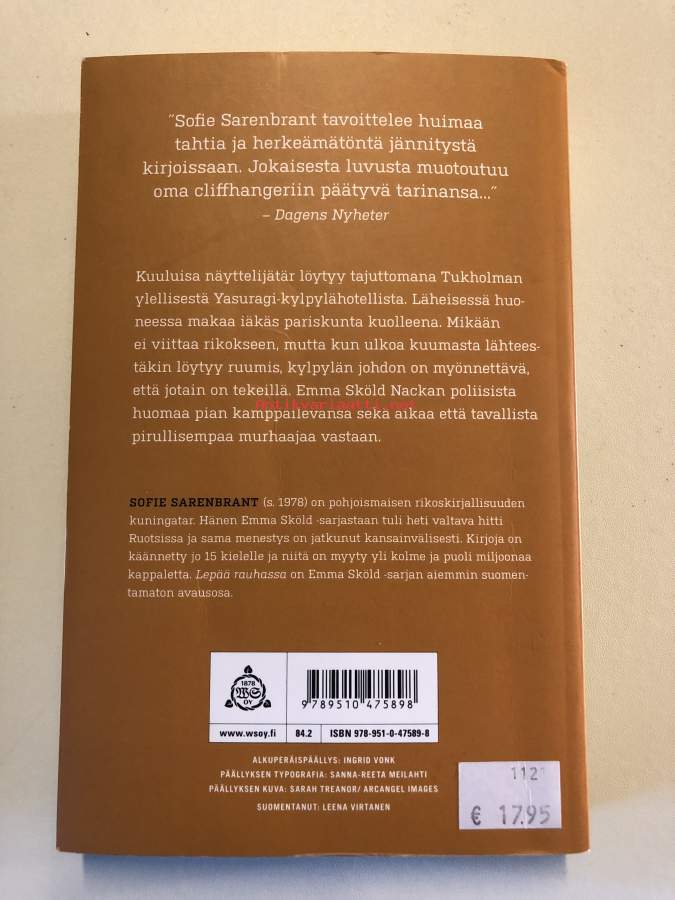 "Sofie Sarenbrant tavoittelee huimaa
tahtia ja herkeämätöntä jännitystä
kirjoissaan. Jokaisesta luvusta muotoutuu
oma cliffhangeriin päätyvä tarinansa..."
– Dagens Nyheter
Kuuluisa näyttelijätär löytyy tajuttomana Tukholman
ylellisestä Yasuragi-kylpylähotellista. Läheisessä huo-
neessa makaa iäkäs pariskunta kuolleena. Mikään
ei viittaa rikokseen, mutta kun ulkoa kuumasta lähtees-
täkin löytyy ruumis, kylpylän johdon on myönnettävä,
että jotain on tekeillä. Emma Sköld Nackan poliisista
Antikvariaatti.net
huomaa pian kamppailevansa sekä aikaa että tavallista
pirullisempaa murhaajaa vastaan.
SOFIE SARENBRANT (s. 1978) on pohjoismaisen rikoskirjallisuuden
kuningatar. Hänen Emma Sköld -sarjastaan tuli heti valtava hitti
Ruotsissa ja sama menestys on jatkunut kansainvälisesti. Kirjoja on
käännetty jo 15 kielelle ja niitä on myyty yli kolme ja puoli miljoonaa
kappaletta. Lepää rauhassa on Emma Sköld -sarjan aiemmin suomen-
tamaton avausosa.
1878
WS
OY
9 789510 475898
www.wsoy.fi
84.2
ISBN 978-951-0-47589-8
ALKUPERÄISPÄÄLLYS: INGRID VONK
PÄÄLLYKSEN TYPOGRAFIA: SANNA-REETA MEILAHTI
PÄÄLLYKSEN KUVA: SARAH TREANOR/ ARCANGEL IMAGES
SUOMENTANUT: LEENA VIRTANEN
€ 17.95